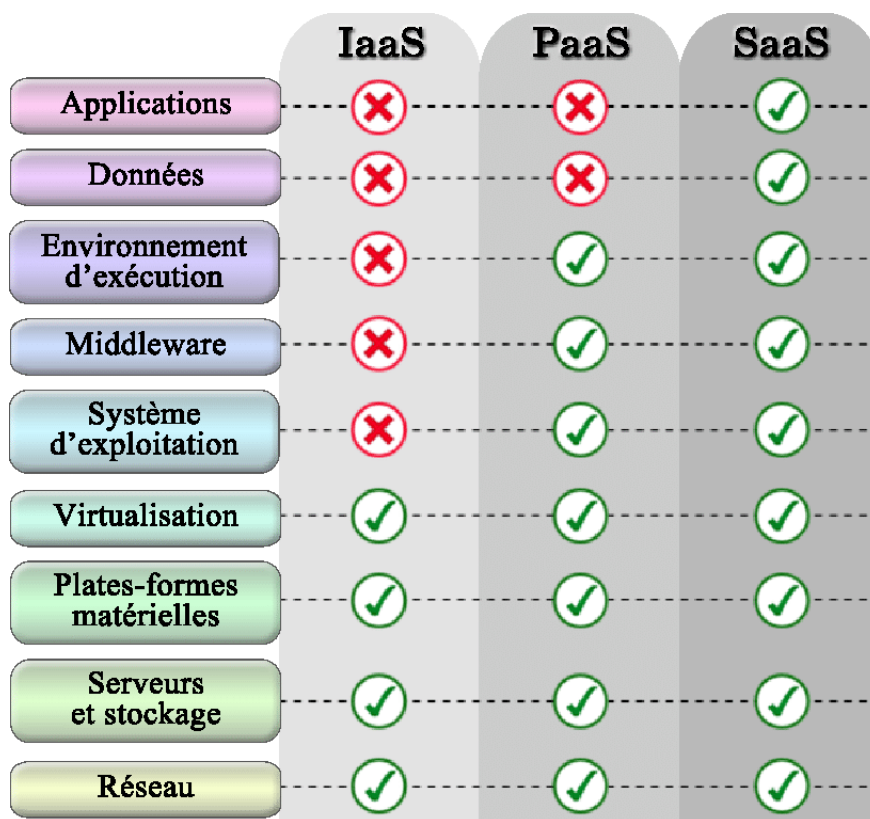 IaaS PaaS SaaS
Applications
Données
Environnement
d'exécution
Middleware
Système
d'exploitation
Virtualisation
Plates-formes
matérielles
Serveurs
et stockage
Réseau